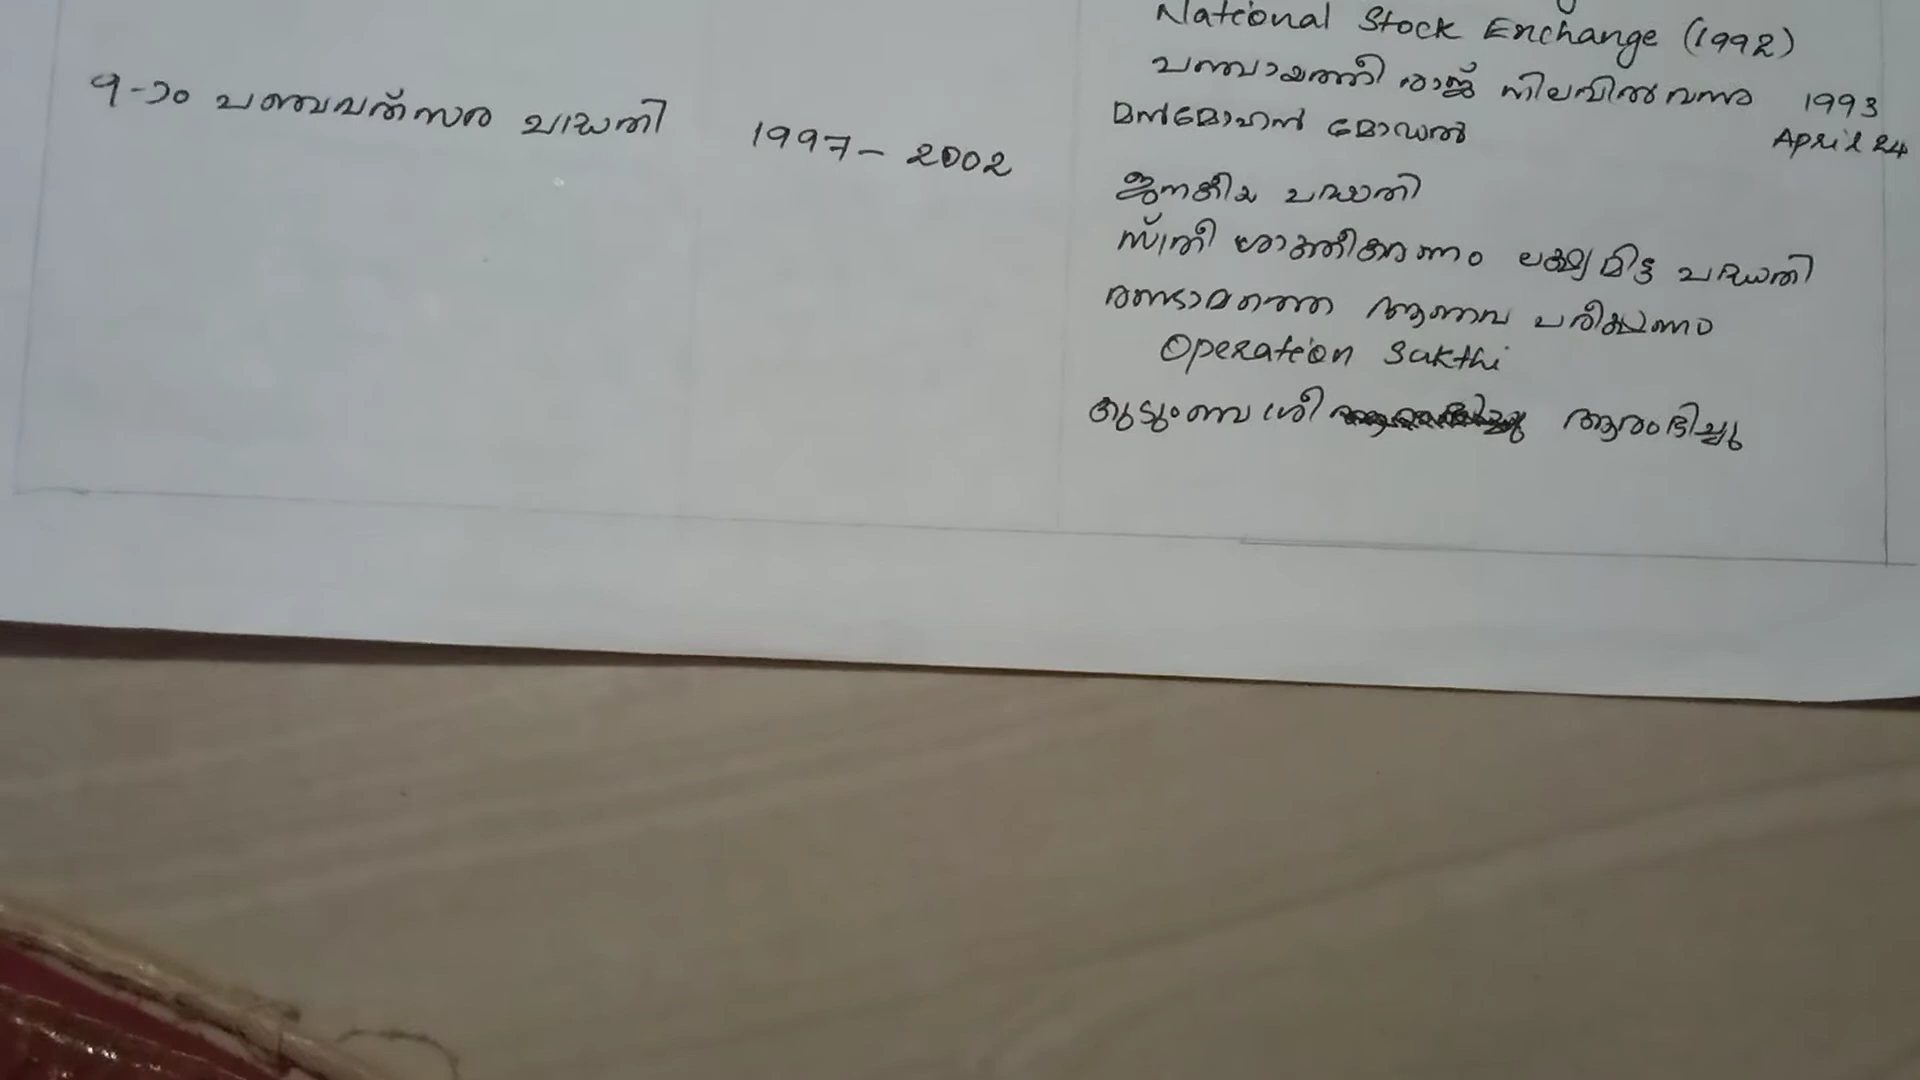 National Stock Exchange (1992)
പഞ്ചായത്തീ രാജ് നിലവിൽ വന്നു 1993
April 24
മൻമോഹൻ മോഡൽ
9-ാം പഞ്ചവത്സര പദ്ധതി 1997 - 2002
ജനകീയ പദ്ധതി
സ്ത്രീ ശാക്തീകരണം ലക്ഷ്യമിട്ട പദ്ധതി
രണ്ടാമത്തെ ആണവ പരീക്ഷണം
Operation Sakthi
കുടുംബശ്രീ ആരംഭിച്ചു